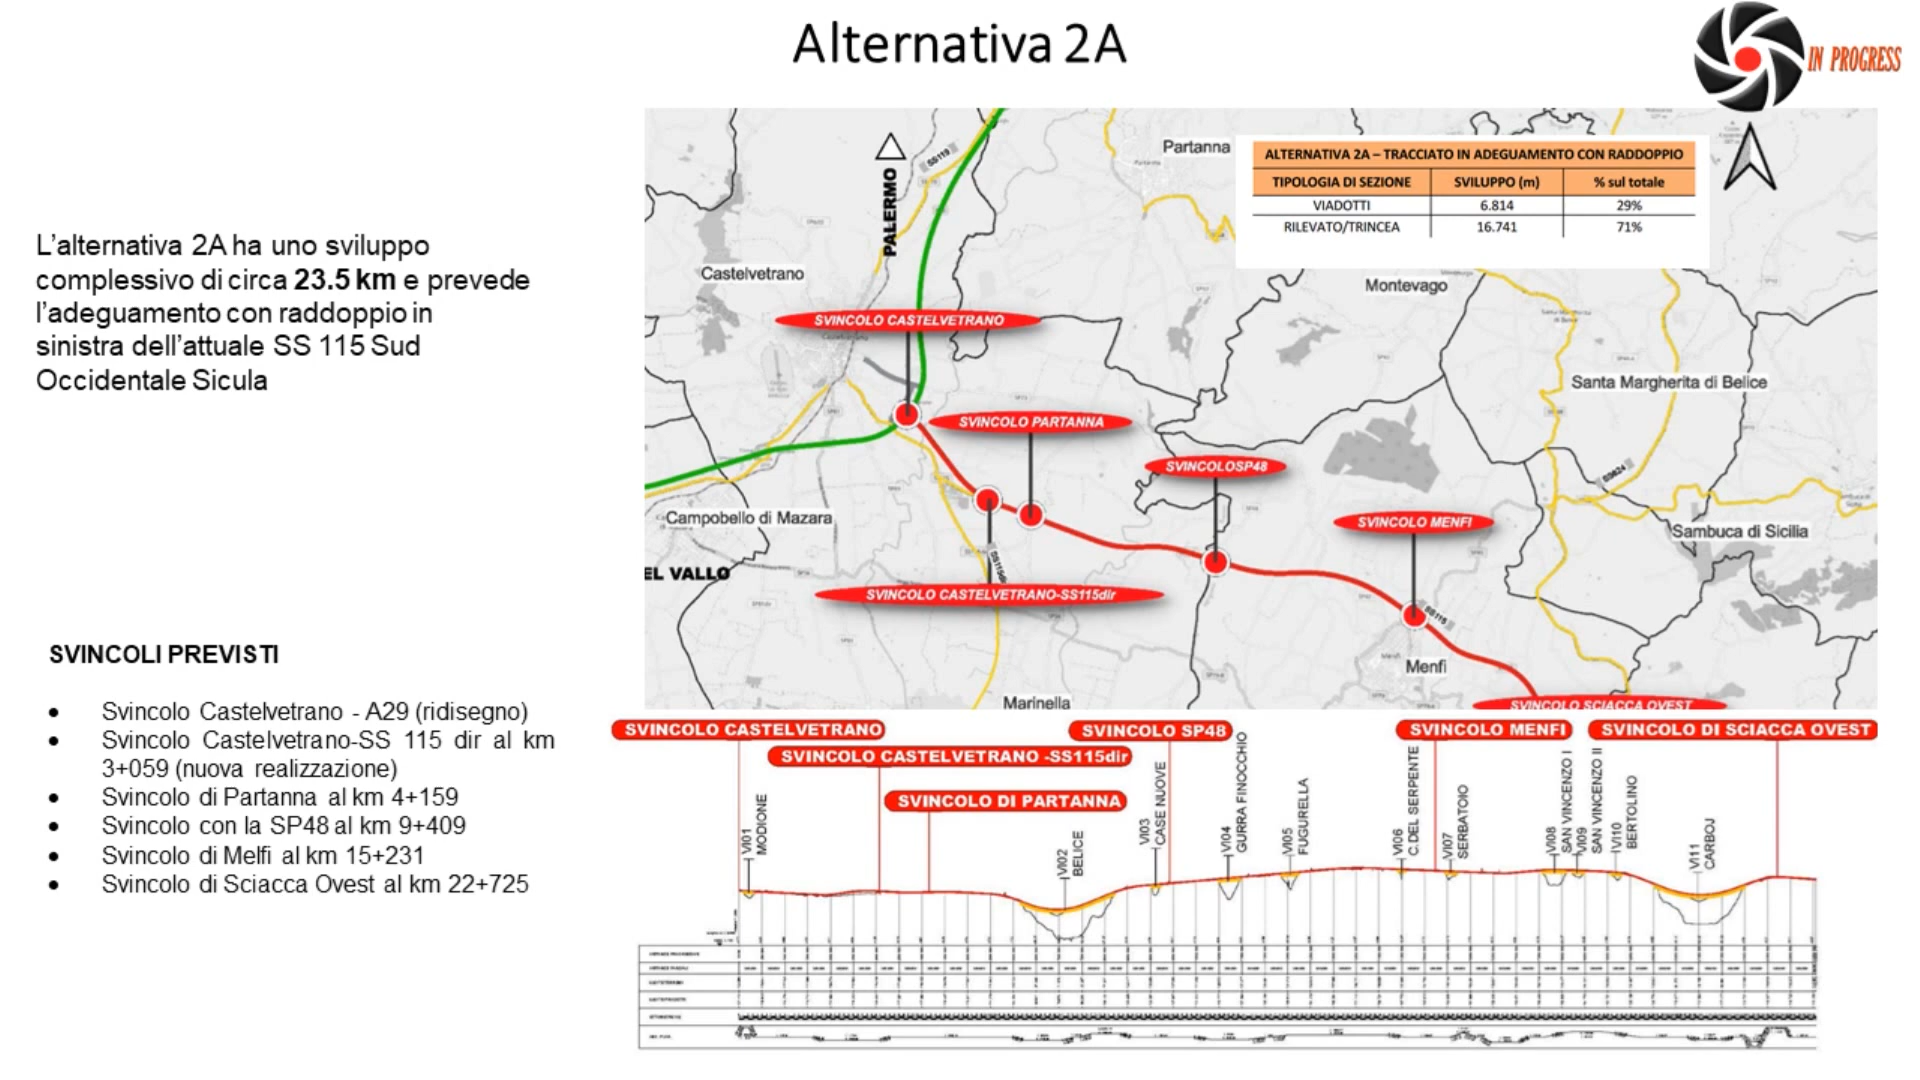 Alternativa 2A
IN PROGRESS
L’alternativa 2A ha uno sviluppo
complessivo di circa 23.5 km e prevede
l’adeguamento con raddoppio in
sinistra dell’attuale SS 115 Sud
Occidentale Sicula
SVINCOLI PREVISTI
• Svincolo Castelvetrano - A29 (ridisegno)
• Svincolo Castelvetrano-SS 115 dir al km
3+059 (nuova realizzazione)
• Svincolo di Partanna al km 4+159
• Svincolo con la SP48 al km 9+409
• Svincolo di Melfi al km 15+231
• Svincolo di Sciacca Ovest al km 22+725
ALTERNATIVA 2A – TRACCIATO IN ADEGUAMENTO CON RADDOPPIO
TIPOLOGIA DI SEZIONE SVILUPPO (m) % sul totale
VIADOTTI 6.814 29%
RILEVATO/TRINCEA 16.741 71%
PALERMO
SS119
Partanna
Castelvetrano
Montevago
SVINCOLO CASTELVETRANO
Santa Margherita di Belice
SVINCOLO PARTANNA
SVINCOLOSP48
SS624
Campobello di Mazara
SVINCOLO MENFI
Sambuca di Sicilia
EL VALLO
SS115dir
SVINCOLO CASTELVETRANO-SS115dir
SS115
Menfi
Marinella
SVINCOLO SCIACCA OVEST
SVINCOLO CASTELVETRANO
SVINCOLO SP48
SVINCOLO MENFI
SVINCOLO DI SCIACCA OVEST
SVINCOLO CASTELVETRANO -SS115dir
SVINCOLO DI PARTANNA
VI01
MODIONE
VI02
BELICE
VI03
CASE NUOVE
VI04
GURRA FINOCCHIO
VI05
FUGURELLA
VI06
C.DEL SERPENTE
VI07
SERBATOIO
VI08
SAN VINCENZO I
VI09
SAN VINCENZO II
VI10
BERTOLINO
VI11
CARBOJ